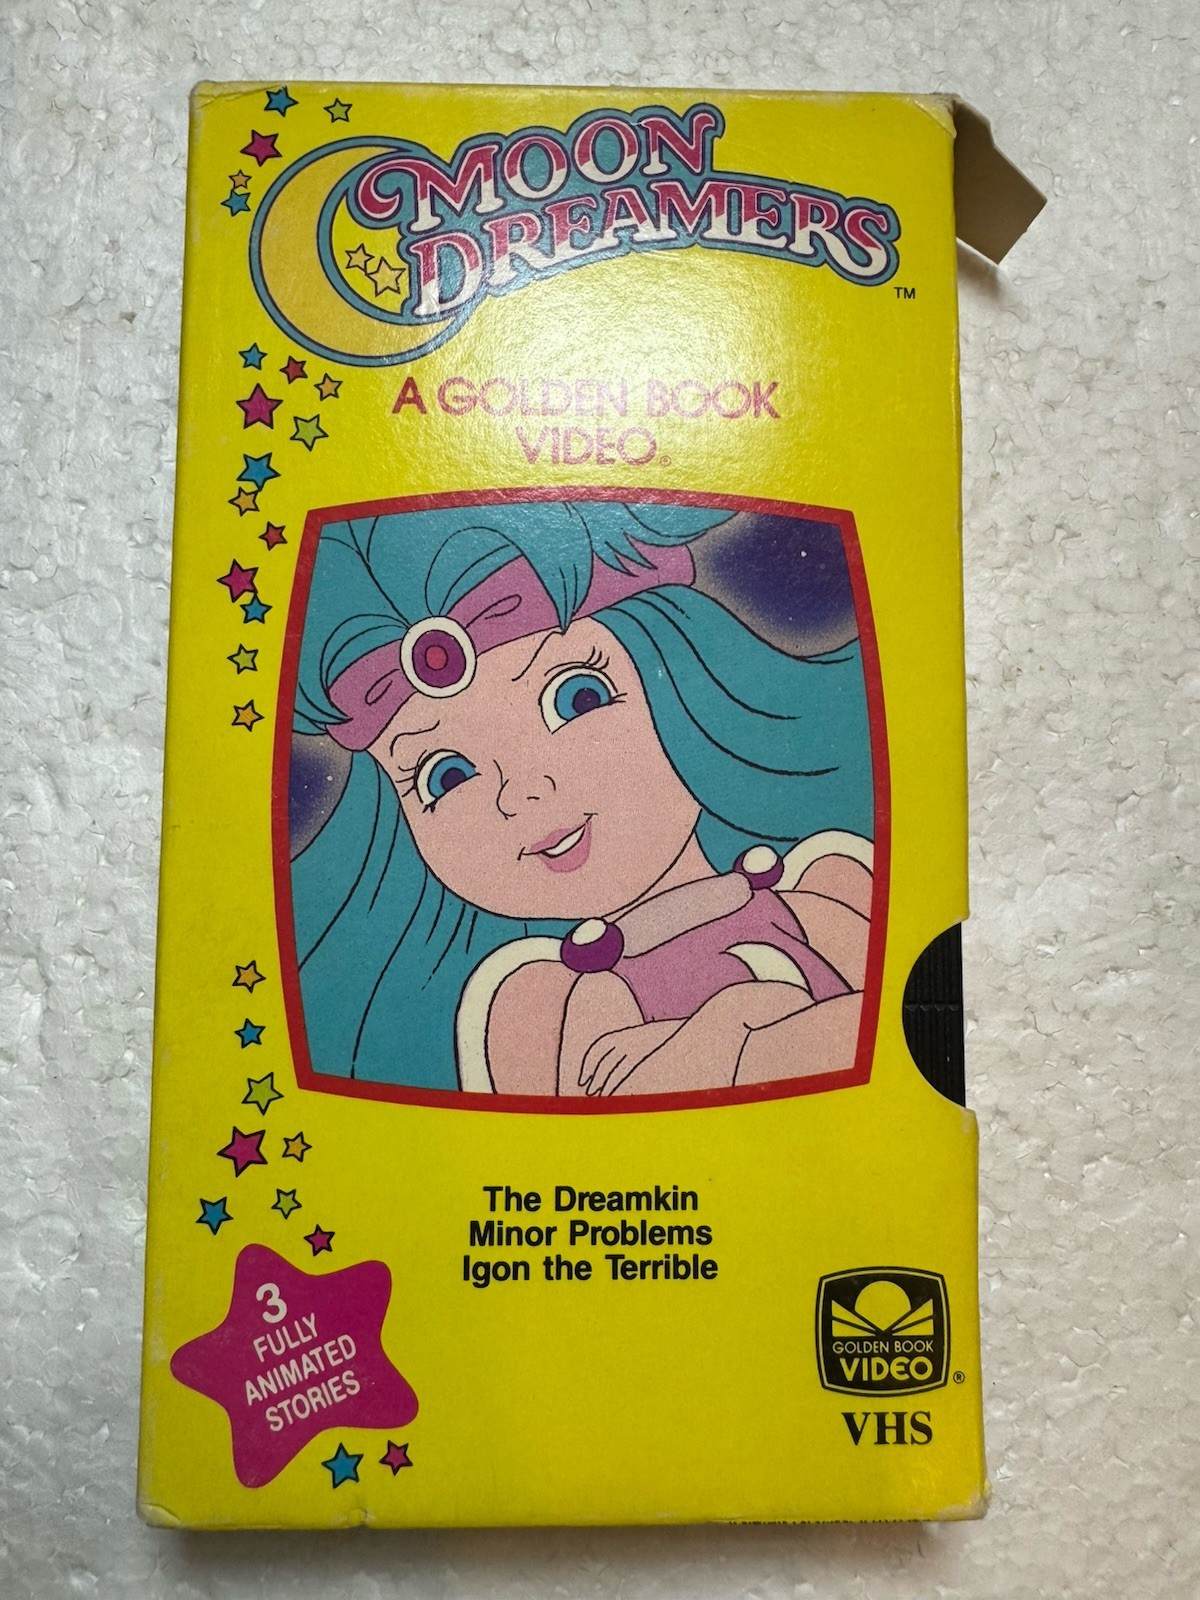 MOON
DREAMERS
TM
A GOLDEN BOOK
VIDEO®
The Dreamkin
Minor Problems
Igon the Terrible
3
FULLY
ANIMATED
STORIES
GOLDEN BOOK
VIDEO
®
VHS